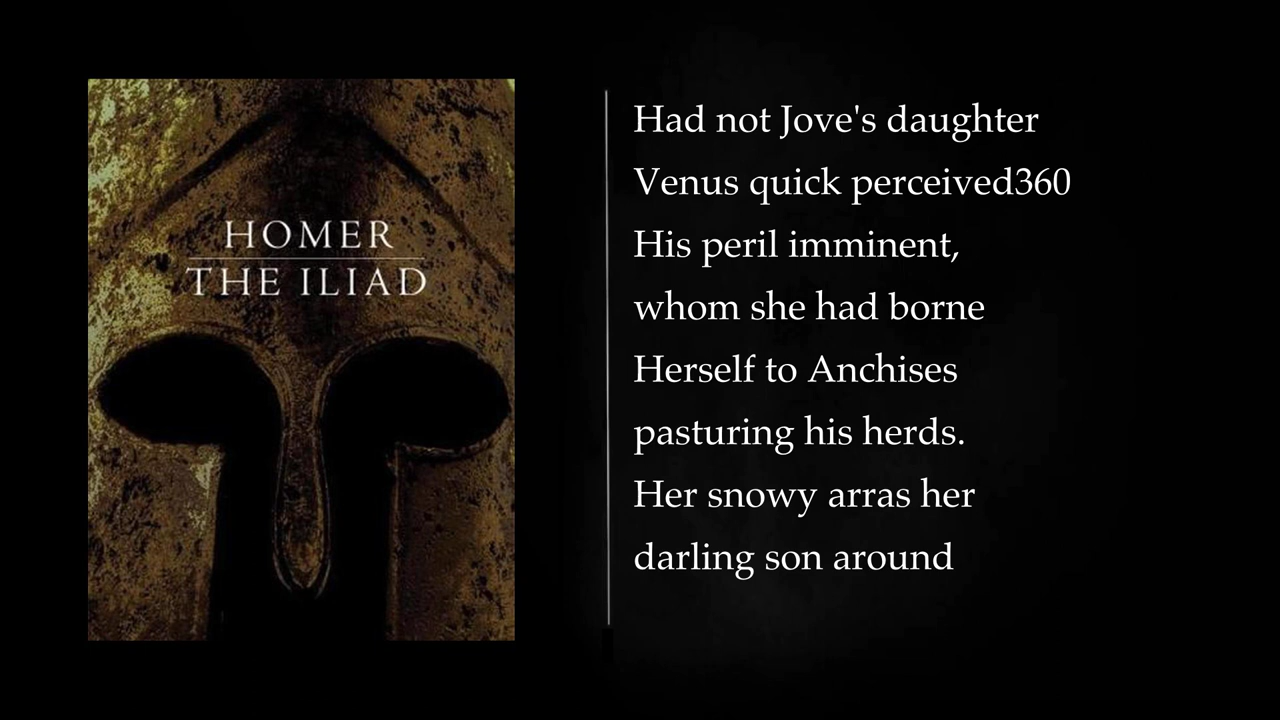 HOMER
THE ILIAD
Had not Jove's daughter
Venus quick perceived360
His peril imminent,
whom she had borne
Herself to Anchises
pasturing his herds.
Her snowy arras her
darling son around